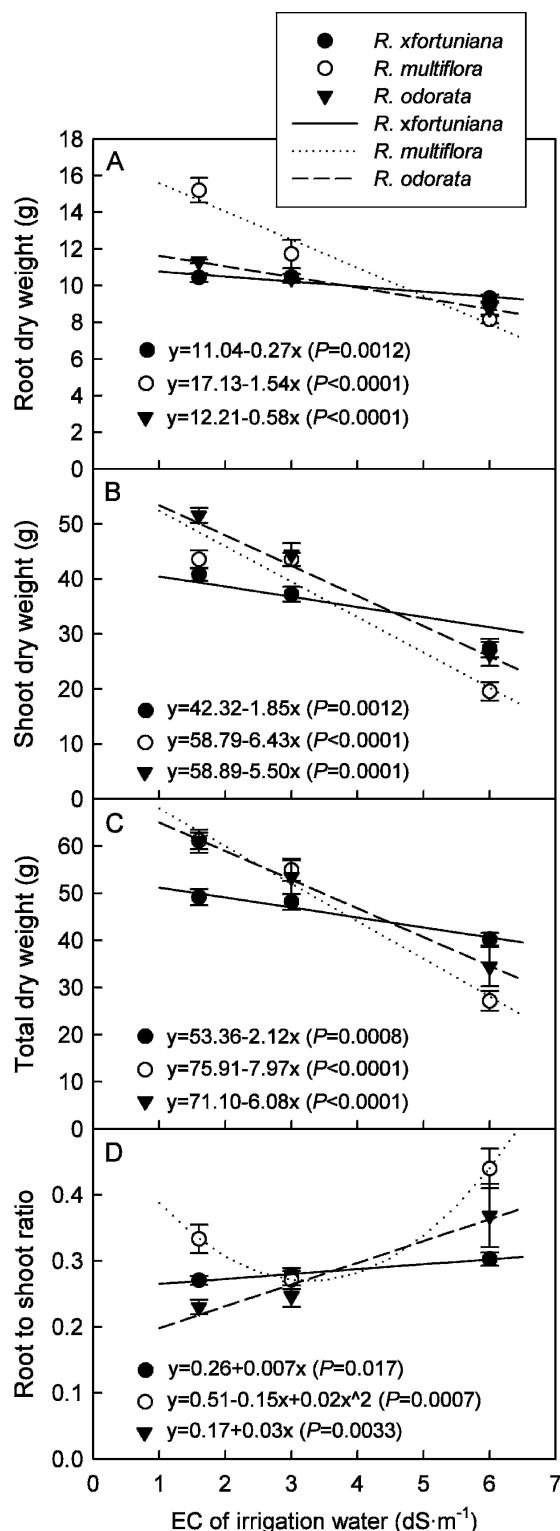 R. xfortuniana
R. multiflora
R. odorata
R. xfortuniana
R. multiflora
R. odorata
A
Root dry weight (g)
18
16
14
12
10
8
6
4
2
0
y=11.04-0.27x (P=0.0012)
y=17.13-1.54x (P<0.0001)
y=12.21-0.58x (P<0.0001)
B
Shoot dry weight (g)
50
40
30
20
10
0
y=42.32-1.85x (P=0.0012)
y=58.79-6.43x (P<0.0001)
y=58.89-5.50x (P=0.0001)
C
Total dry weight (g)
60
50
40
30
20
10
0
y=53.36-2.12x (P=0.0008)
y=75.91-7.97x (P<0.0001)
y=71.10-6.08x (P<0.0001)
D
Root to shoot ratio
0.4
0.3
0.2
0.1
0.0
y=0.26+0.007x (P=0.017)
y=0.51-0.15x+0.02x^2 (P=0.0007)
y=0.17+0.03x (P=0.0033)
0 1 2 3 4 5 6 7
EC of irrigation water (dS·m⁻¹)